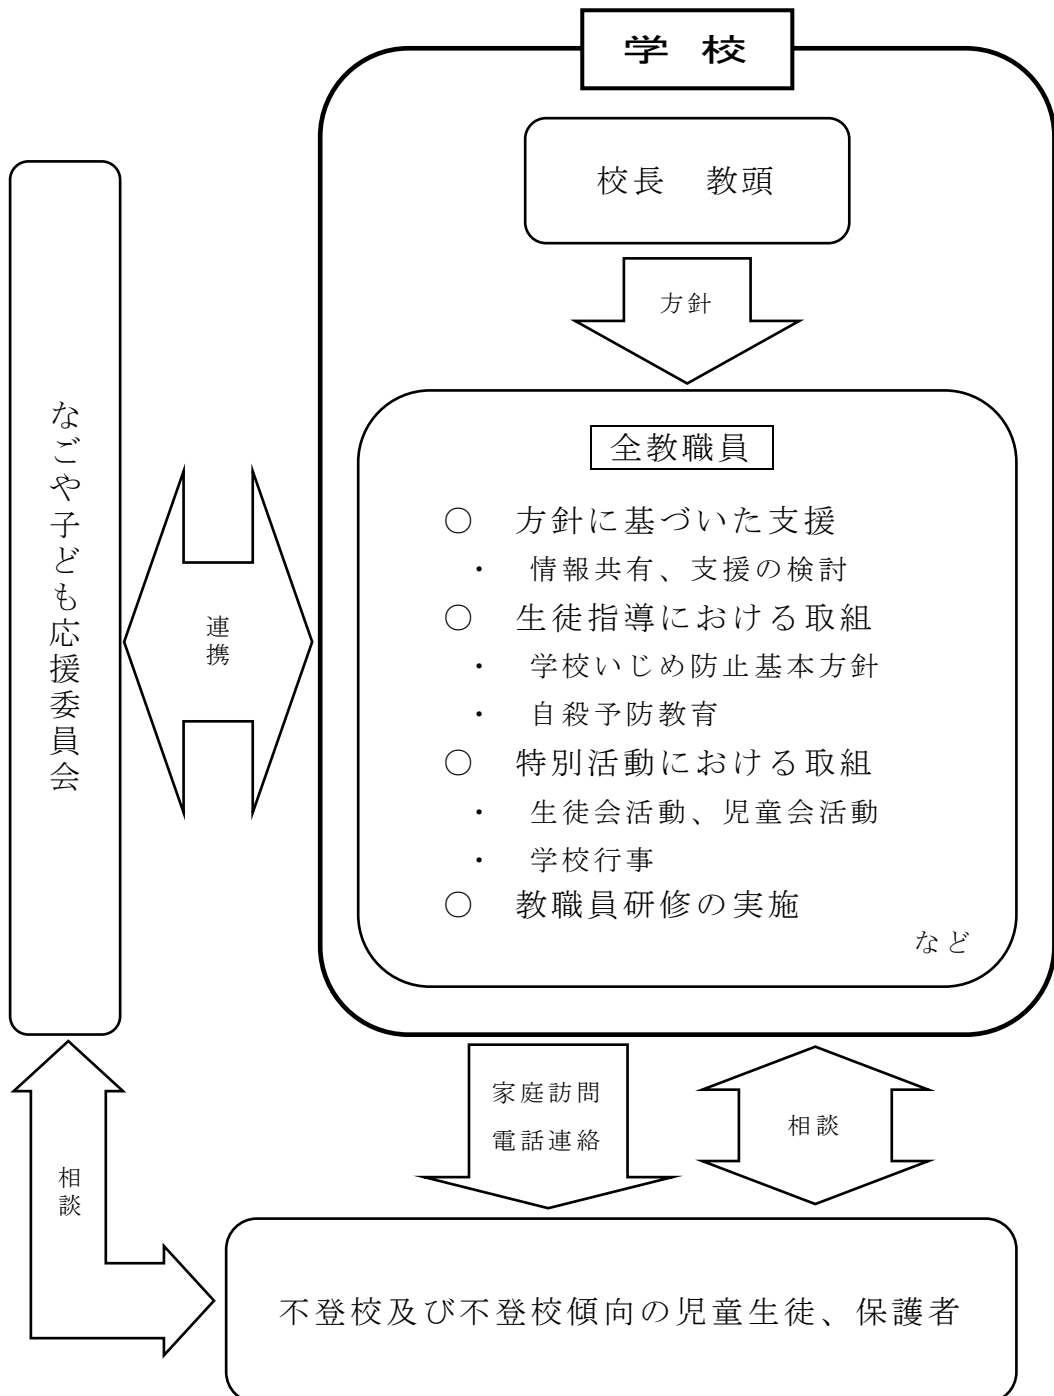 学校
校長　教頭
方針
全教職員
○　方針に基づいた支援
・　情報共有、支援の検討
○　生徒指導における取組
・　学校いじめ防止基本方針
・　自殺予防教育
○　特別活動における取組
・　生徒会活動、児童会活動
・　学校行事
○　教職員研修の実施
など
なごや子ども応援委員会
連携
家庭訪問
電話連絡
相談
相談
不登校及び不登校傾向の児童生徒、保護者